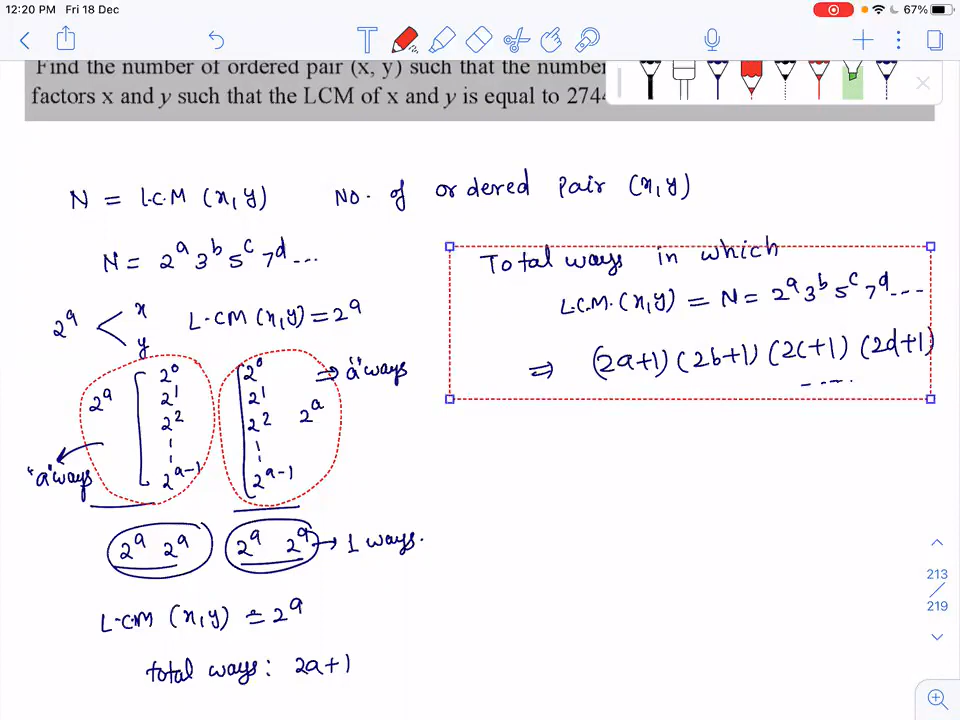 12:20 PM Fri 18 Dec 67%
Find the number of ordered pair (x, y) such that the number
factors x and y such that the LCM of x and y is equal to 274
N = L.C.M (x, y) No. of ordered pair (x, y)
N = 2^a 3^b 5^c 7^d ...
2^a < x y L.CM (x, y) = 2^a
2^a [ 2^0 2^1 2^2 ⋮ 2^(a-1)
"a" ways
[ 2^0 2^1 2^2 ⋮ 2^(a-1) 2^a
⇒ "a" ways
2^a 2^a 2^a 2^a → 1 ways.
L.CM (x, y) = 2^a
total ways: 2a+1
Total ways in which
L.C.M. (x, y) = N = 2^a 3^b 5^c 7^d ...
⇒ (2a+1) (2b+1) (2c+1) (2d+1)
....
213
/
219